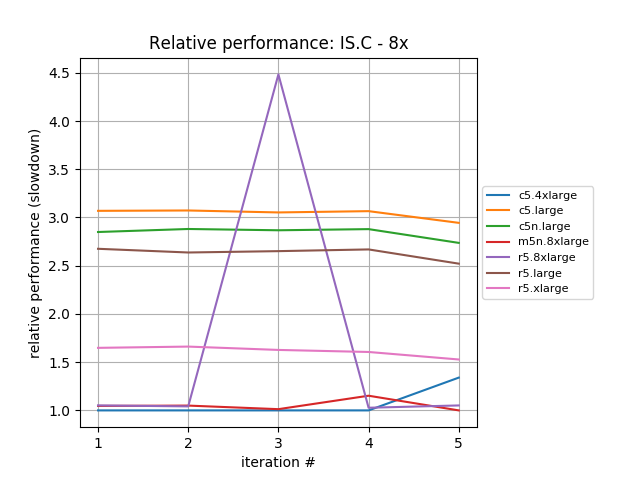 Relative performance: IS.C - 8x
relative performance (slowdown)
4.5
4.0
3.5
3.0
2.5
2.0
1.5
1.0
1 2 3 4 5
iteration #
c5.4xlarge
c5.large
c5n.large
m5n.8xlarge
r5.8xlarge
r5.large
r5.xlarge